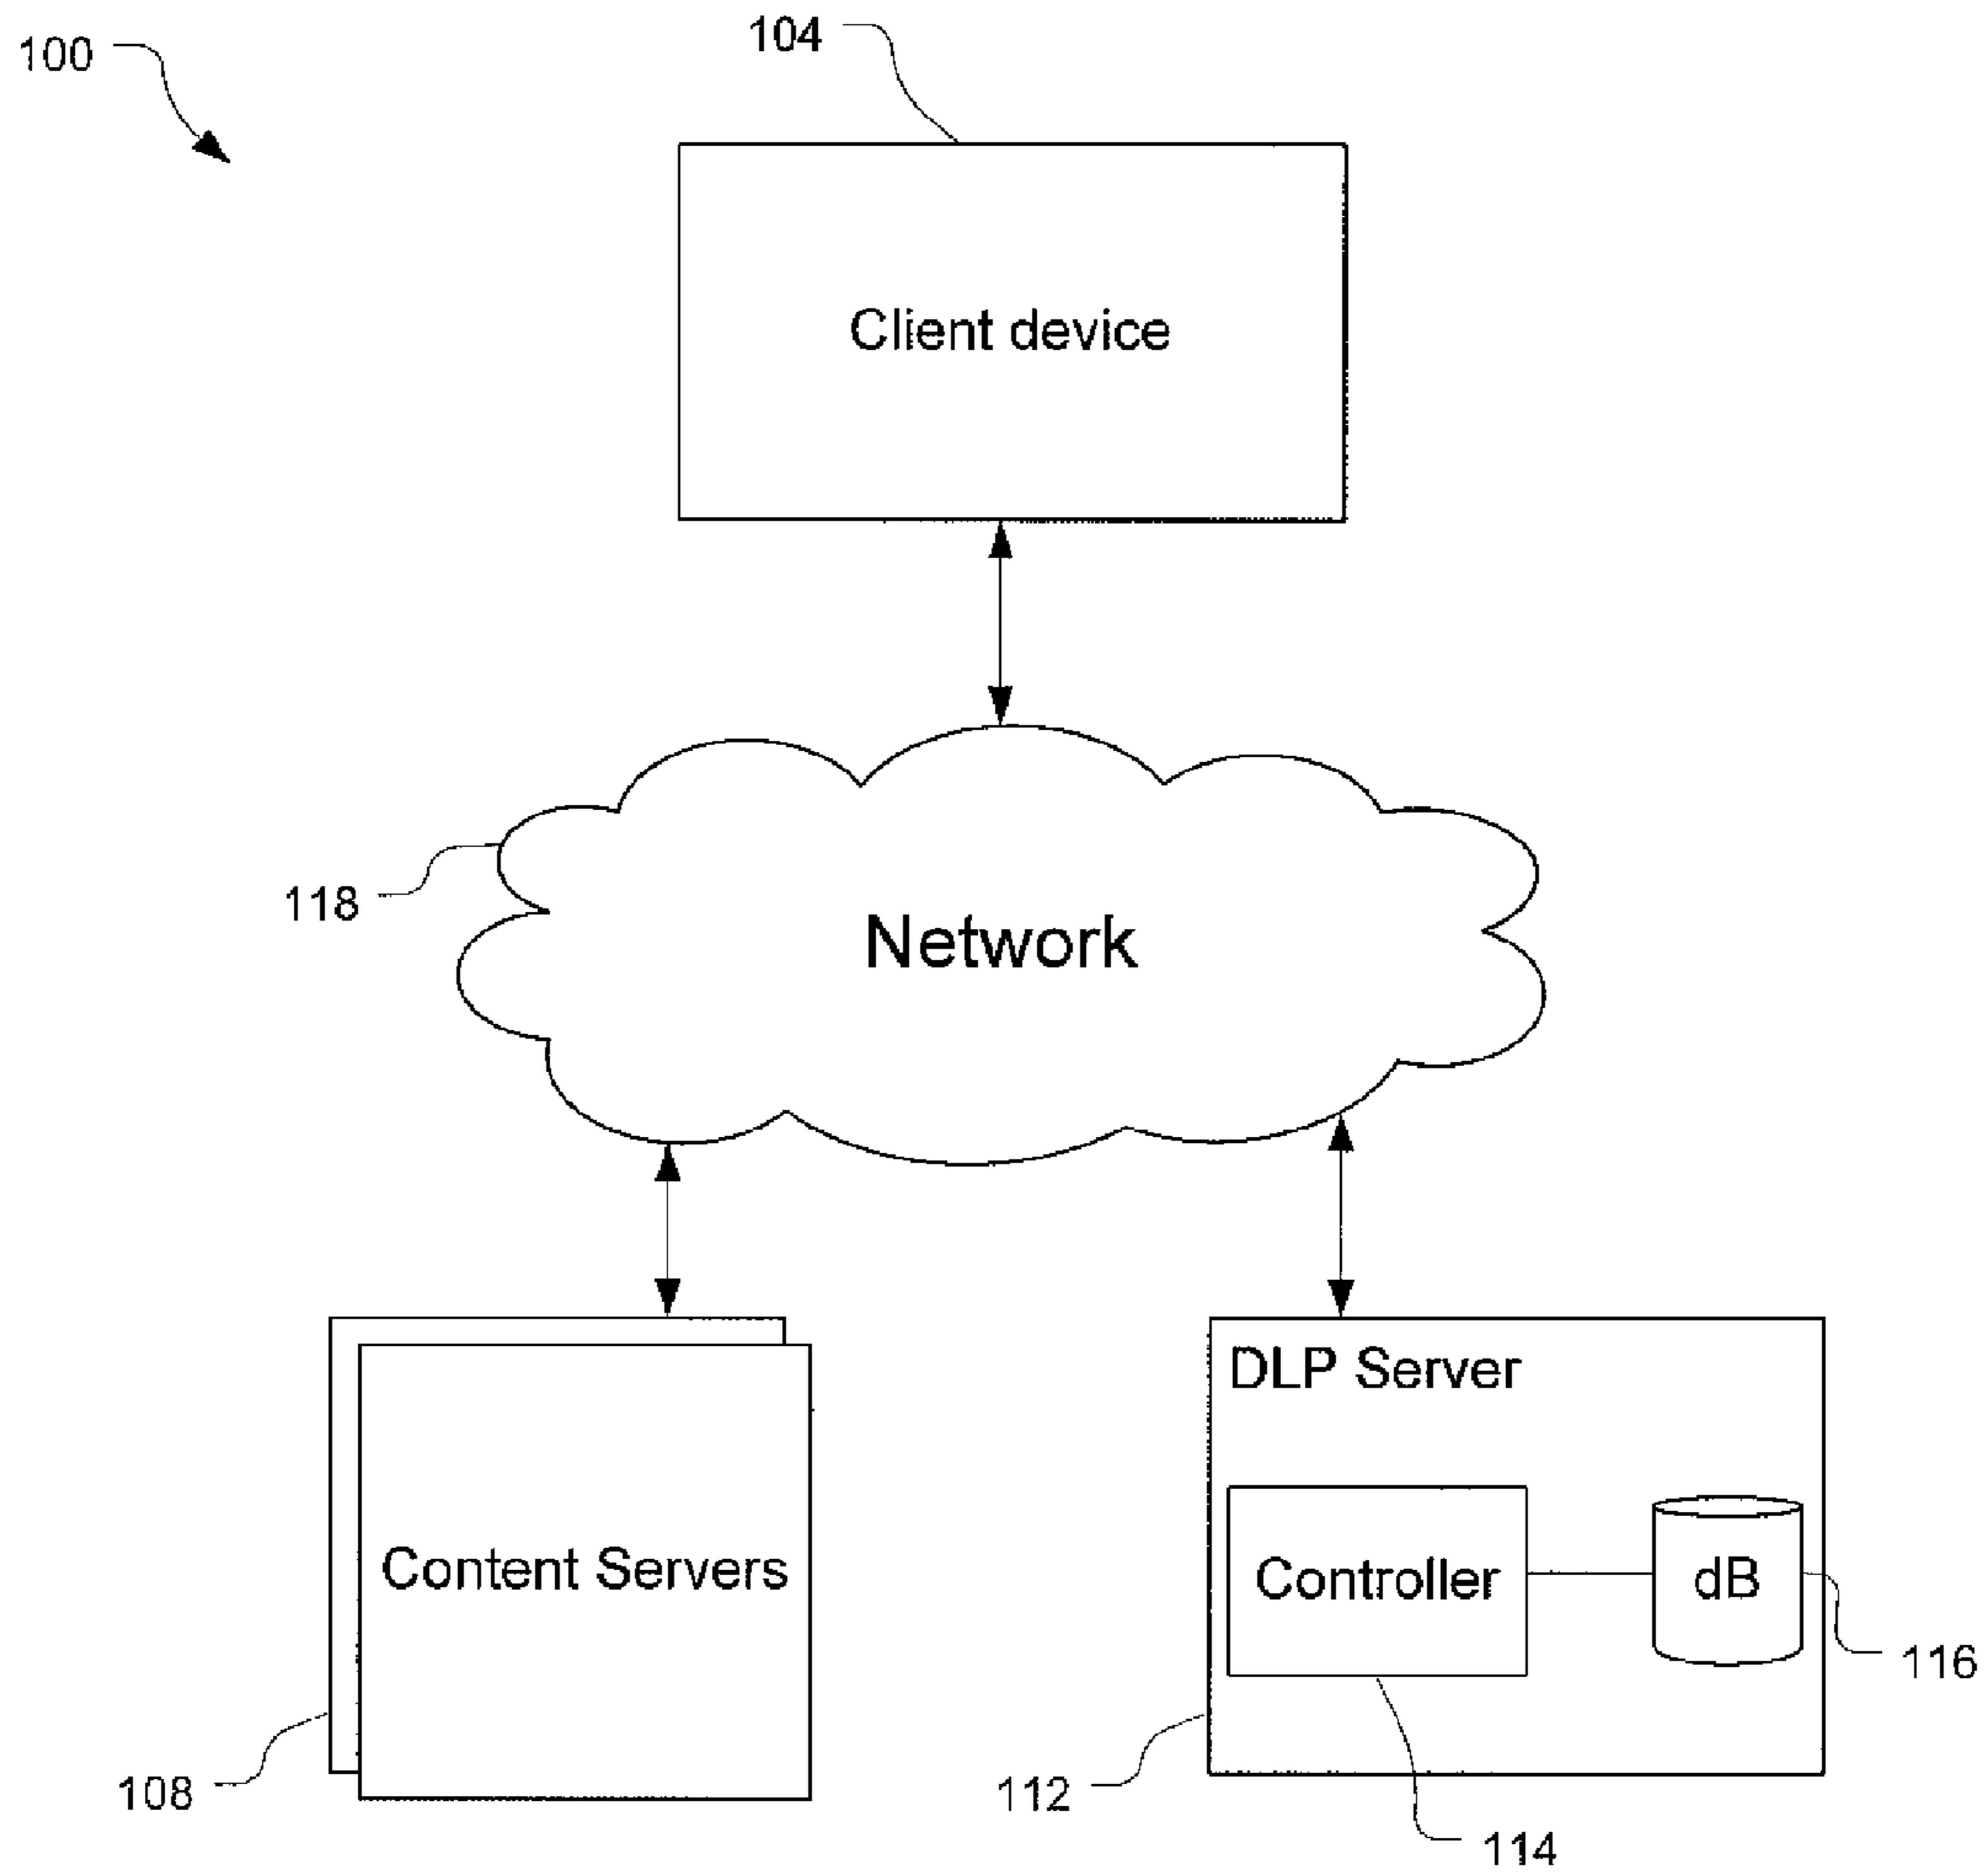 100
104
Client device
118
Network
DLP Server
Content Servers
Controller
dB
116
108
112
114